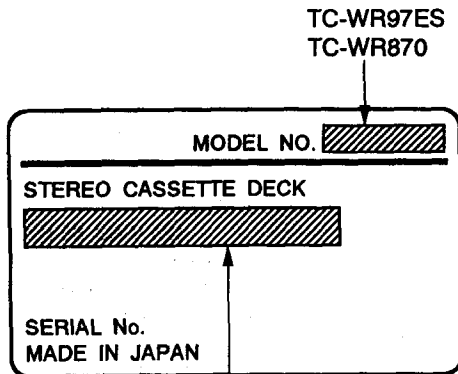 TC-WR97ES
TC-WR870
MODEL NO.
STEREO CASSETTE DECK
SERIAL No.
MADE IN JAPAN